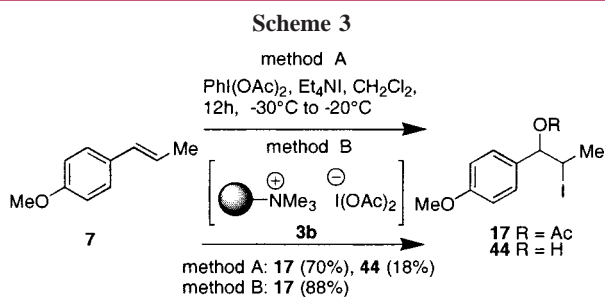 Scheme 3
method A
PhI(OAc)₂, Et₄NI, CH₂Cl₂,
12h, -30°C to -20°C
method B
MeO
Me
7
⊕
NMe₃
⊖
I(OAc)₂
3b
OR
Me
I
MeO
17 R = Ac
44 R = H
method A: 17 (70%), 44 (18%)
method B: 17 (88%)